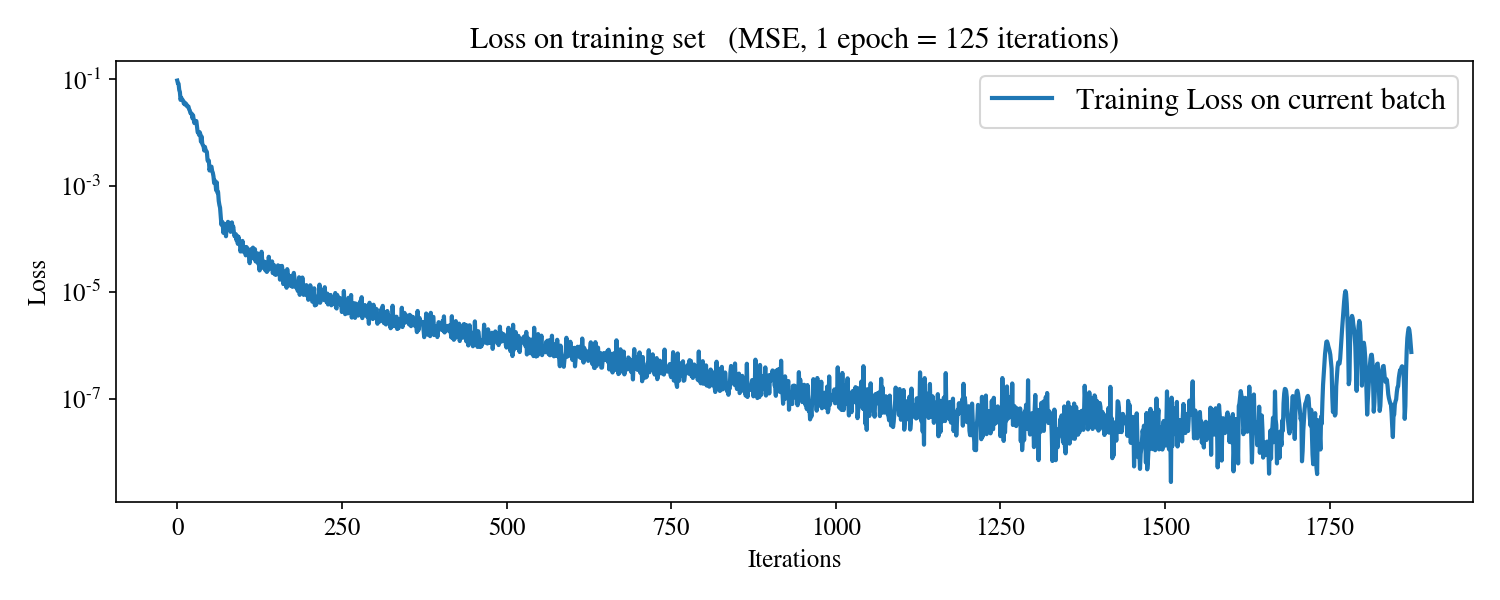 Loss on training set (MSE, 1 epoch = 125 iterations)
Training Loss on current batch
Loss
10^-1
10^-3
10^-5
10^-7
0 250 500 750 1000 1250 1500 1750
Iterations